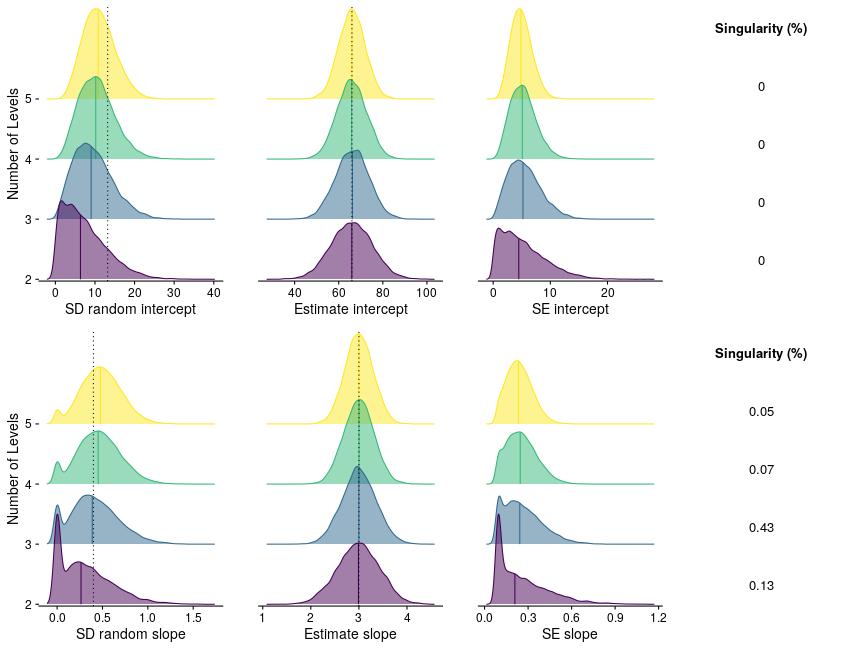 Singularity (%)
Number of Levels
5
4
3
2
0
0
0
0
0 10 20 30 40
40 60 80 100
0 10 20
SD random intercept
Estimate intercept
SE intercept
Singularity (%)
Number of Levels
5
4
3
2
0.05
0.07
0.43
0.13
0.0 0.5 1.0 1.5
1 2 3 4
0.0 0.3 0.6 0.9 1.2
SD random slope
Estimate slope
SE slope